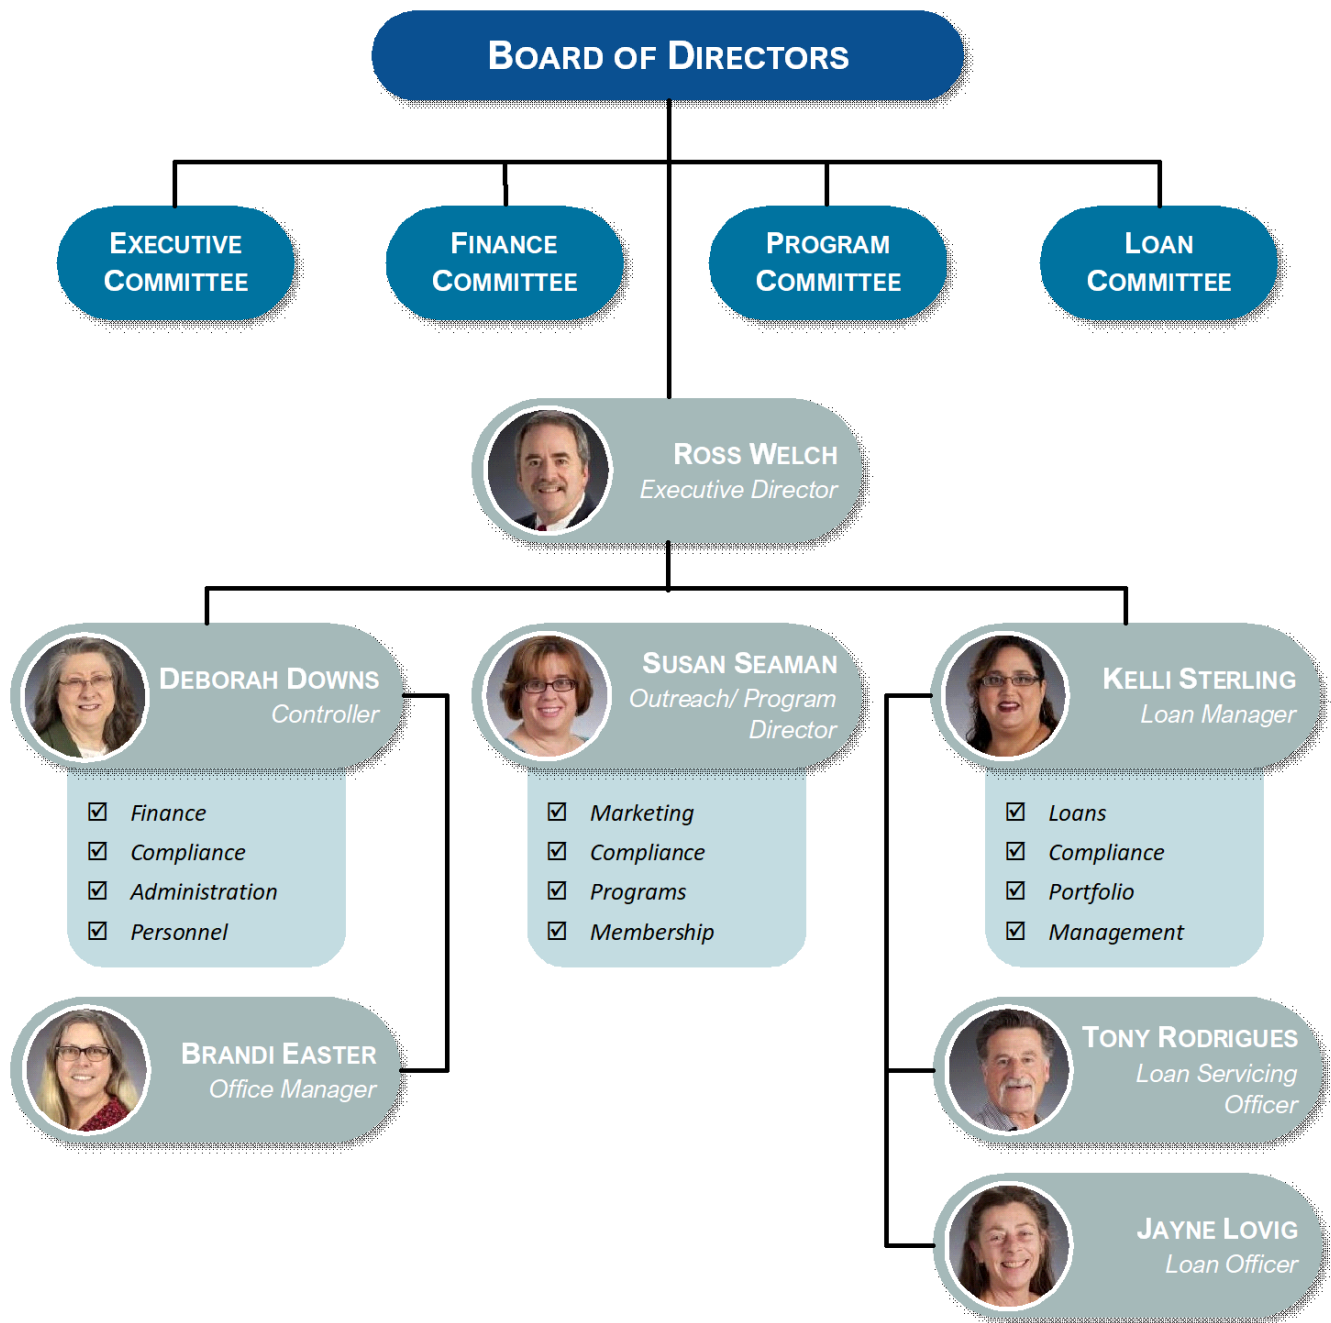 BOARD OF DIRECTORS
EXECUTIVE
COMMITTEE
FINANCE
COMMITTEE
PROGRAM
COMMITTEE
LOAN
COMMITTEE
ROSS WELCH
Executive Director
DEBORAH DOWNS
Controller
Finance
Compliance
Administration
Personnel
SUSAN SEAMAN
Outreach/ Program
Director
Marketing
Compliance
Programs
Membership
KELLI STERLING
Loan Manager
Loans
Compliance
Portfolio
Management
BRANDI EASTER
Office Manager
TONY RODRIGUES
Loan Servicing
Officer
JAYNE LOVIG
Loan Officer